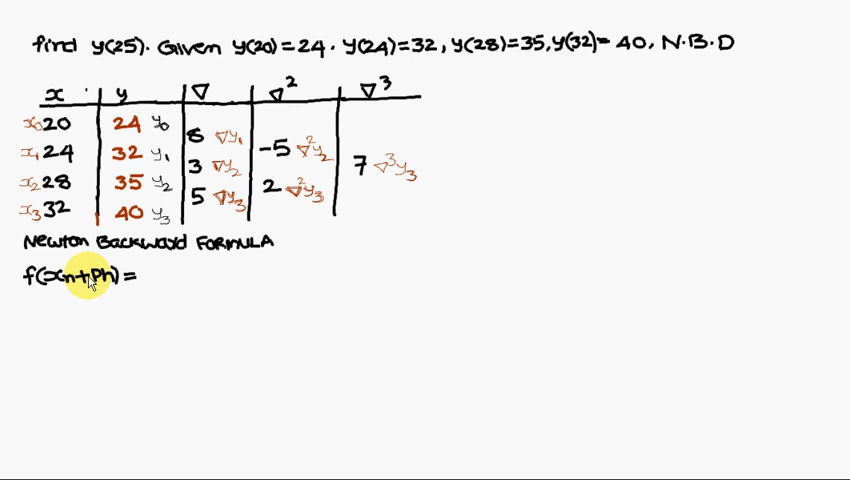 find y(25). Given y(20) = 24. y(24) = 32, y(28) = 35, y(32) = 40. N.B.D
x y ∇ ∇² ∇³
x₀ 20 24 y₀
8 ∇y₁
x₁ 24 32 y₁ -5 ∇²y₂
3 ∇y₂ 7 ∇³y₃
x₂ 28 35 y₂ 2 ∇²y₃
5 ∇y₃
x₃ 32 40 y₃
Newton Backward FORMULA
f(xn+Ph) =